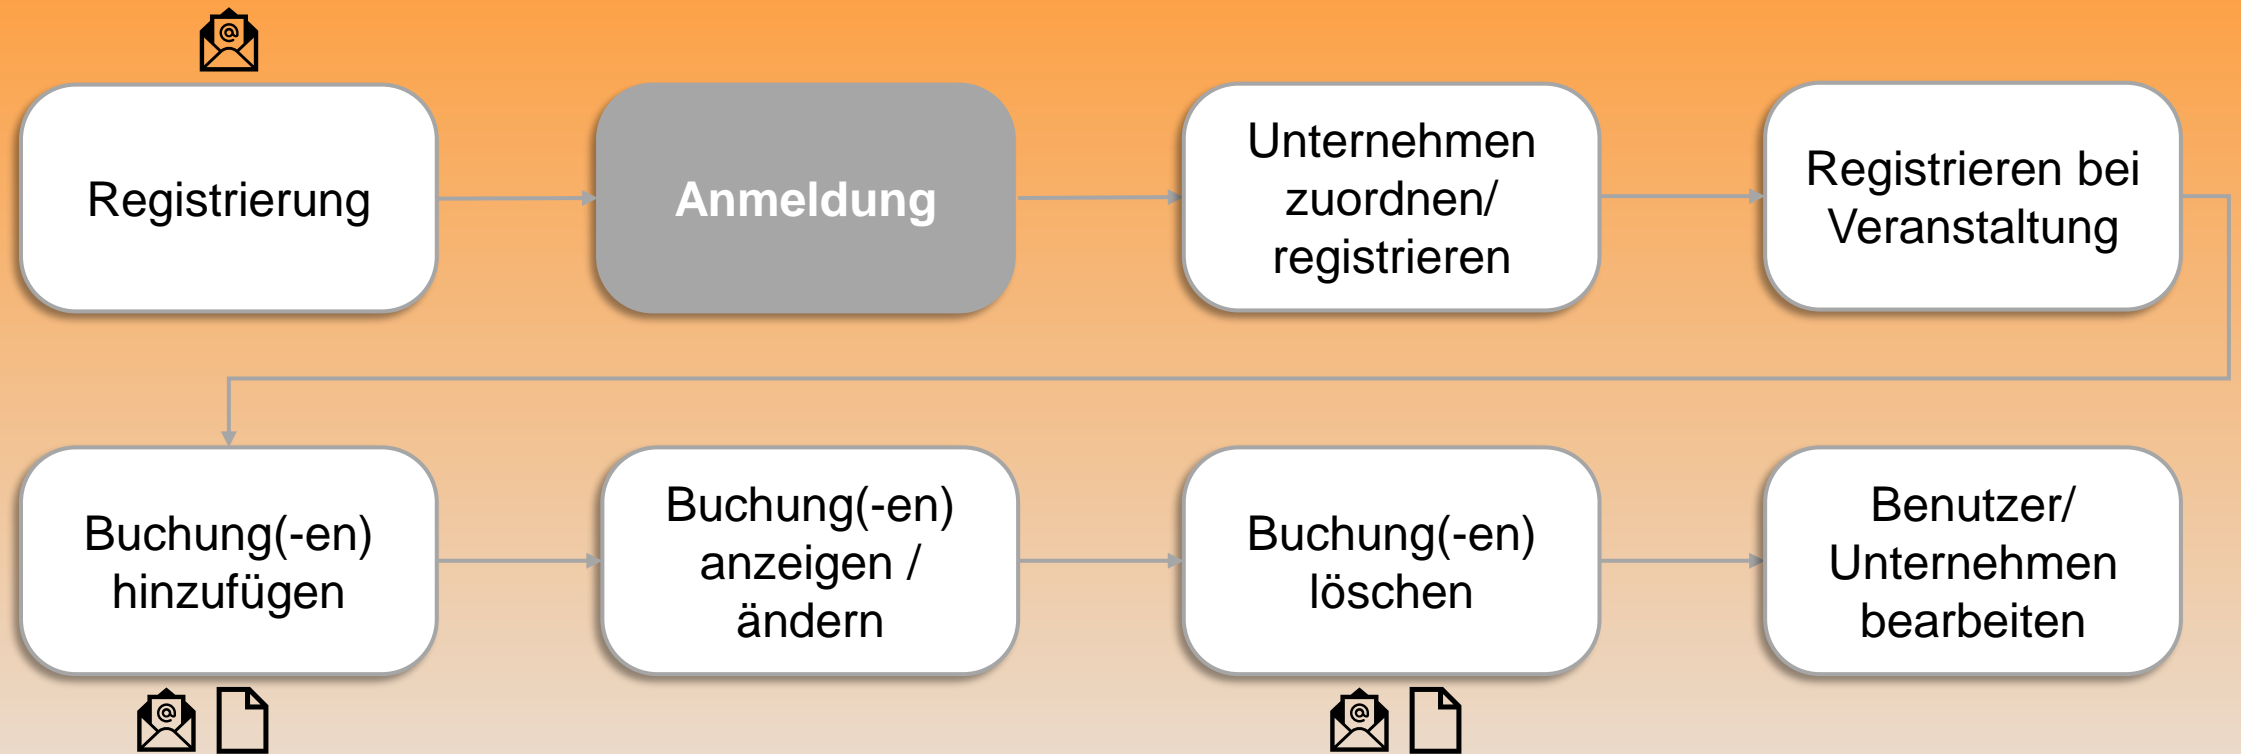 Registrierung
Anmeldung
Unternehmen
zuordnen/
registrieren
Registrieren bei
Veranstaltung
Buchung(-en)
hinzufügen
Buchung(-en)
anzeigen /
ändern
Buchung(-en)
löschen
Benutzer/
Unternehmen
bearbeiten